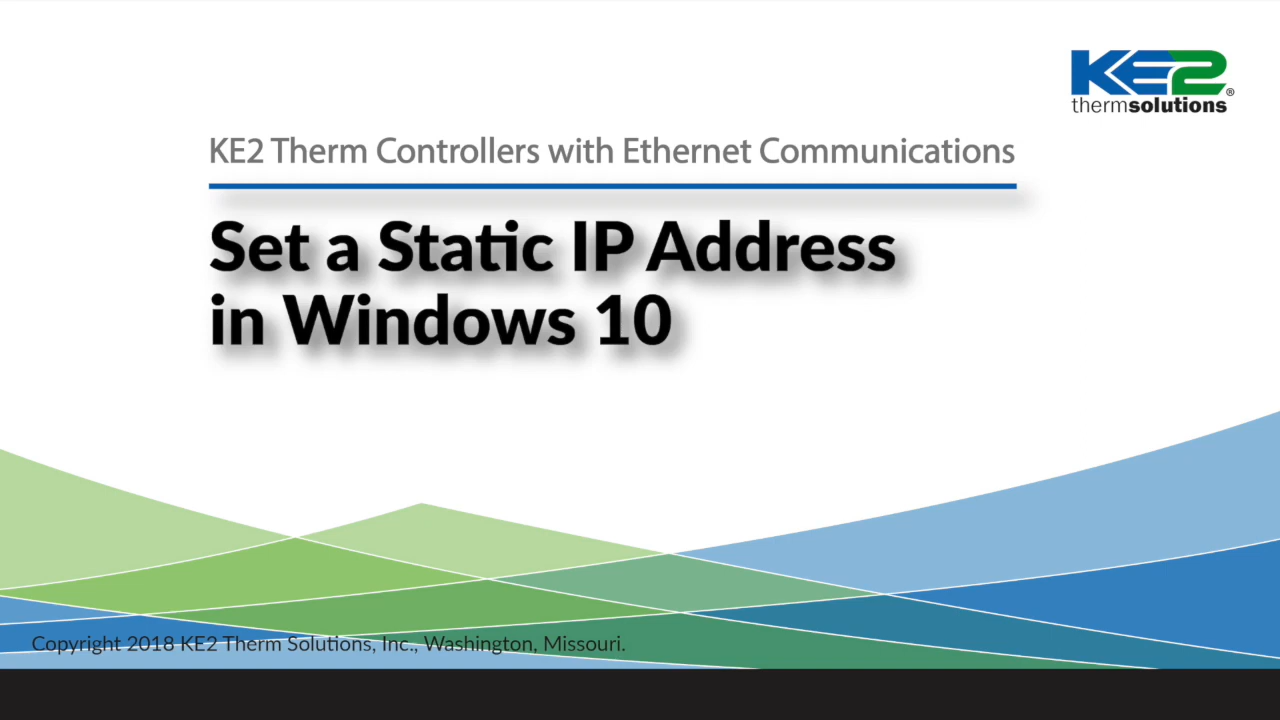 KE2®
thermsolutions
KE2 Therm Controllers with Ethernet Communications
Set a Static IP Address
in Windows 10
Copyright 2018 KE2 Therm Solutions, Inc., Washington, Missouri.